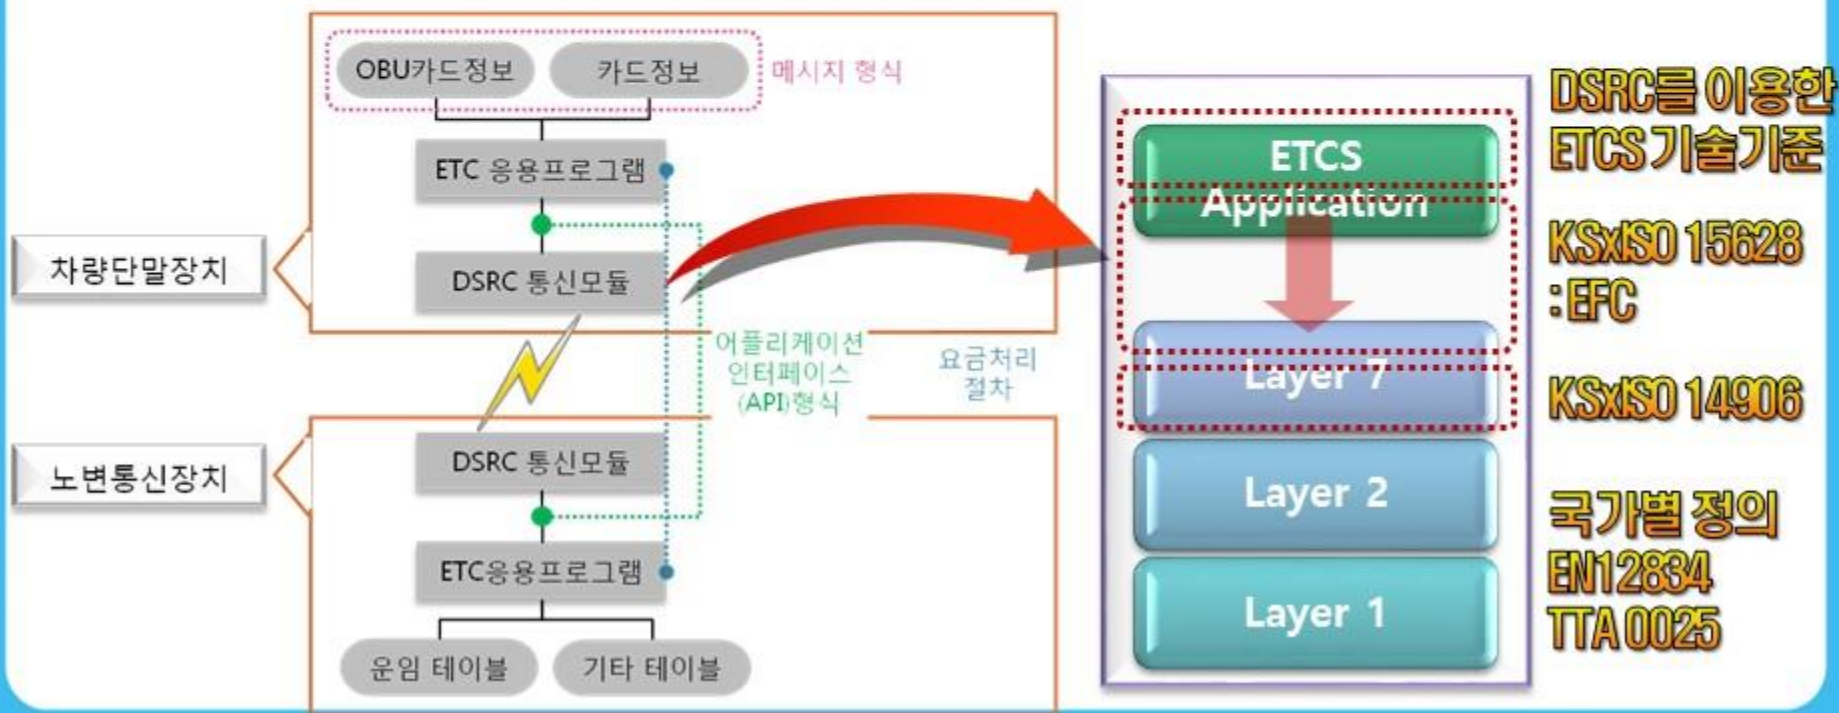 OBU카드정보
카드정보
메시지 형식
ETC 응용프로그램
차량단말장치
DSRC 통신모듈
어플리케이션
인터페이스
(API)형식
요금처리
절차
노변통신장치
DSRC 통신모듈
ETC응용프로그램
운임 테이블
기타 테이블
ETCS
Application
Layer 7
Layer 2
Layer 1
DSRC를 이용한
ETCS 기술기준
KSxISO 15628
: EFC
KSxISO 14906
국가별 정의
EN12834
TTA 0025